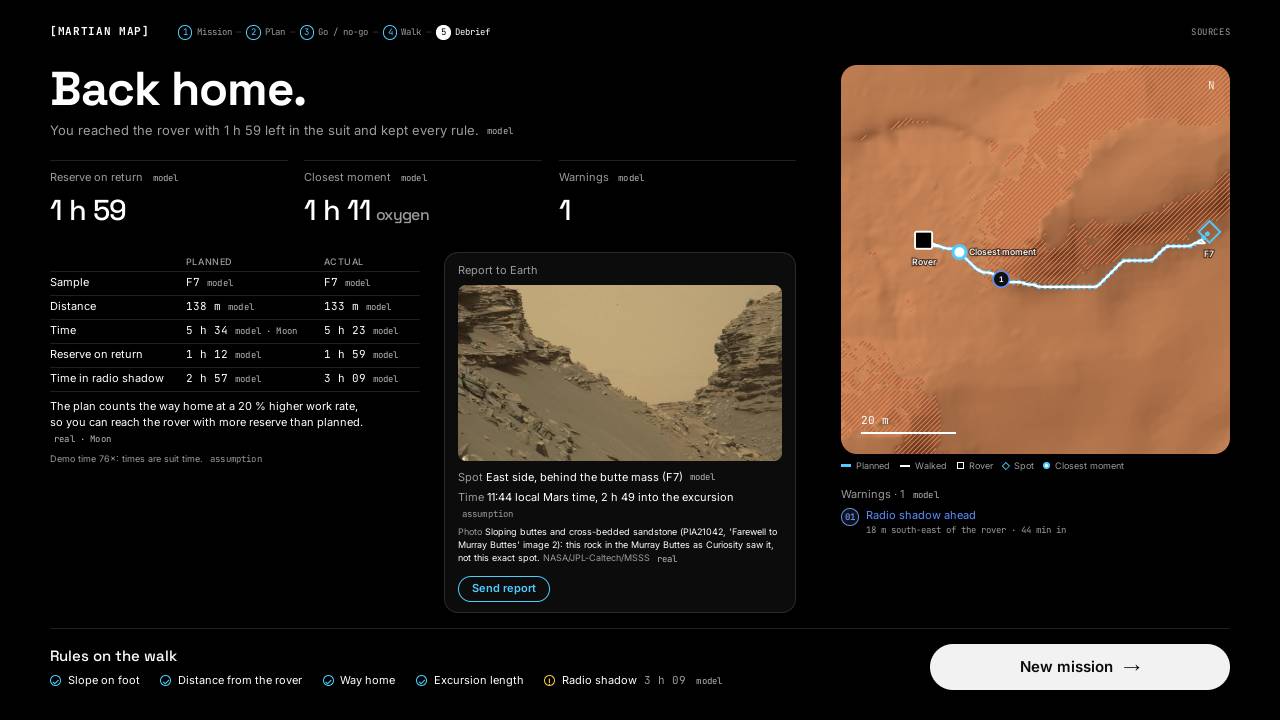 [MARTIAN MAP] 1 Mission 2 Plan 3 Go / no-go 4 Walk 5 Debrief SOURCES
Back home.
You reached the rover with 1 h 59 left in the suit and kept every rule. model
Reserve on return model
1 h 59
Closest moment model
1 h 11 oxygen
Warnings model
1
PLANNED ACTUAL
Sample F7 model F7 model
Distance 138 m model 133 m model
Time 5 h 34 model · Moon 5 h 23 model
Reserve on return 1 h 12 model 1 h 59 model
Time in radio shadow 2 h 57 model 3 h 09 model
The plan counts the way home at a 20 % higher work rate,
so you can reach the rover with more reserve than planned.
real · Moon
Demo time 76×: times are suit time. assumption
Report to Earth
Spot East side, behind the butte mass (F7) model
Time 11:44 local Mars time, 2 h 49 into the excursion
assumption
Photo Sloping buttes and cross-bedded sandstone (PIA21042, 'Farewell to
Murray Buttes' image 2): this rock in the Murray Buttes as Curiosity saw it,
not this exact spot. NASA/JPL-Caltech/MSSS real
Send report
N
Closest moment
Rover
F7
1
20 m
Planned Walked Rover Spot Closest moment
Warnings · 1 model
01 Radio shadow ahead
18 m south-east of the rover · 44 min in
Rules on the walk
Slope on foot Distance from the rover Way home Excursion length Radio shadow 3 h 09 model
New mission →